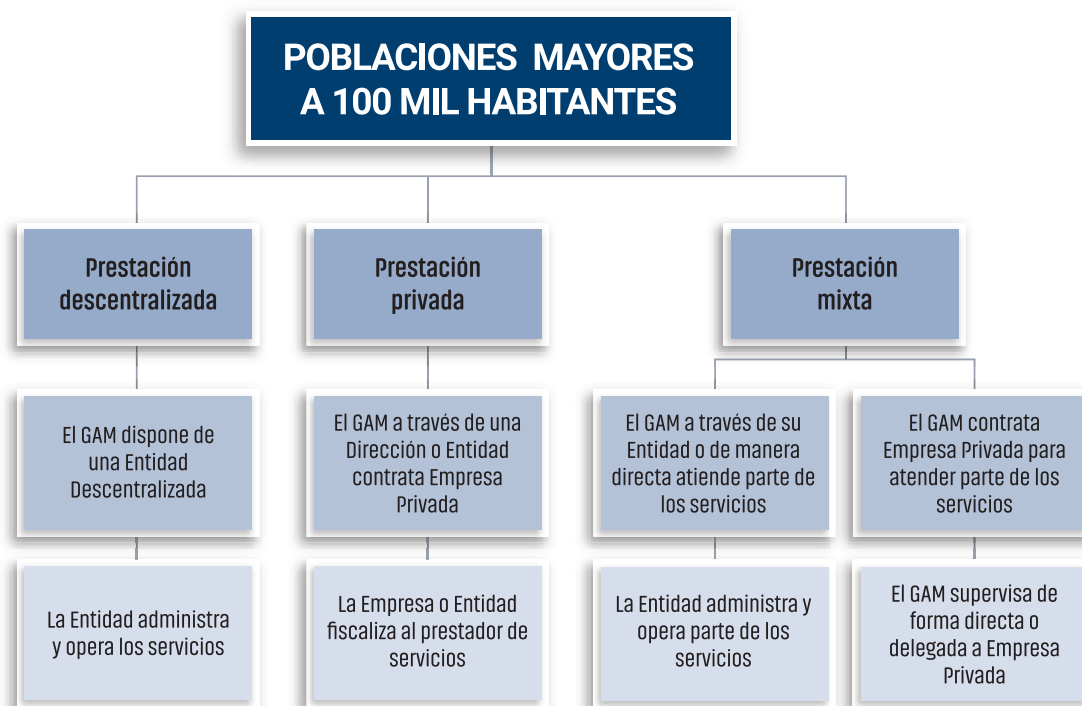 POBLACIONES MAYORES
A 100 MIL HABITANTES
Prestación
descentralizada
Prestación
privada
Prestación
mixta
El GAM dispone de
una Entidad
Descentralizada
El GAM a través de una
Dirección o Entidad
contrata Empresa
Privada
El GAM a través de su
Entidad o de manera
directa atiende parte de
los servicios
El GAM contrata
Empresa Privada para
atender parte de los
servicios
La Entidad administra
y opera los servicios
La Empresa o Entidad
fiscaliza al prestador de
servicios
La Entidad administra y
opera parte de los
servicios
El GAM supervisa de
forma directa o
delegada a Empresa
Privada